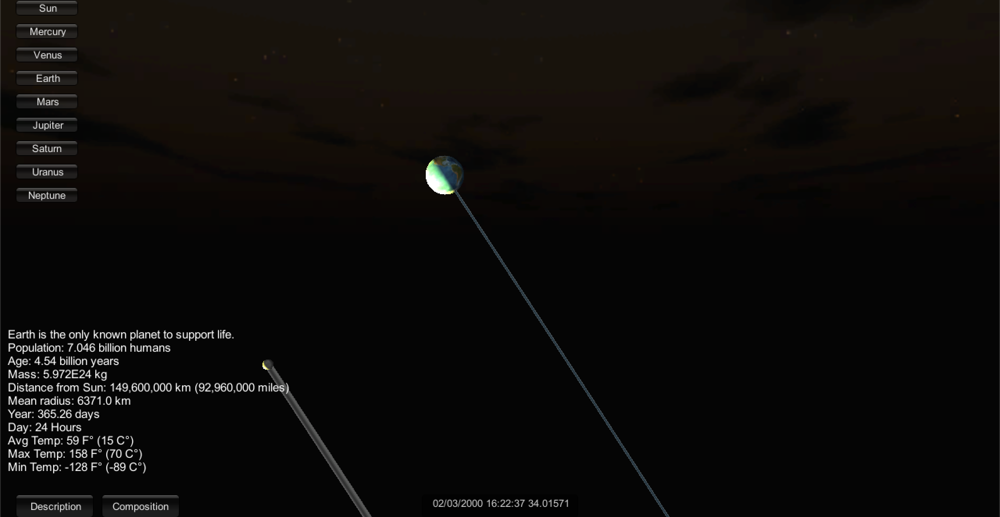 Sun
Mercury
Venus
Earth
Mars
Jupiter
Saturn
Uranus
Neptune
Earth is the only known planet to support life.
Population: 7.046 billion humans
Age: 4.54 billion years
Mass: 5.972E24 kg
Distance from Sun: 149,600,000 km (92,960,000 miles)
Mean radius: 6371.0 km
Year: 365.26 days
Day: 24 Hours
Avg Temp: 59 F° (15 C°)
Max Temp: 158 F° (70 C°)
Min Temp: -128 F° (-89 C°)
Description
Composition
02/03/2000 16:22:37 34.01571